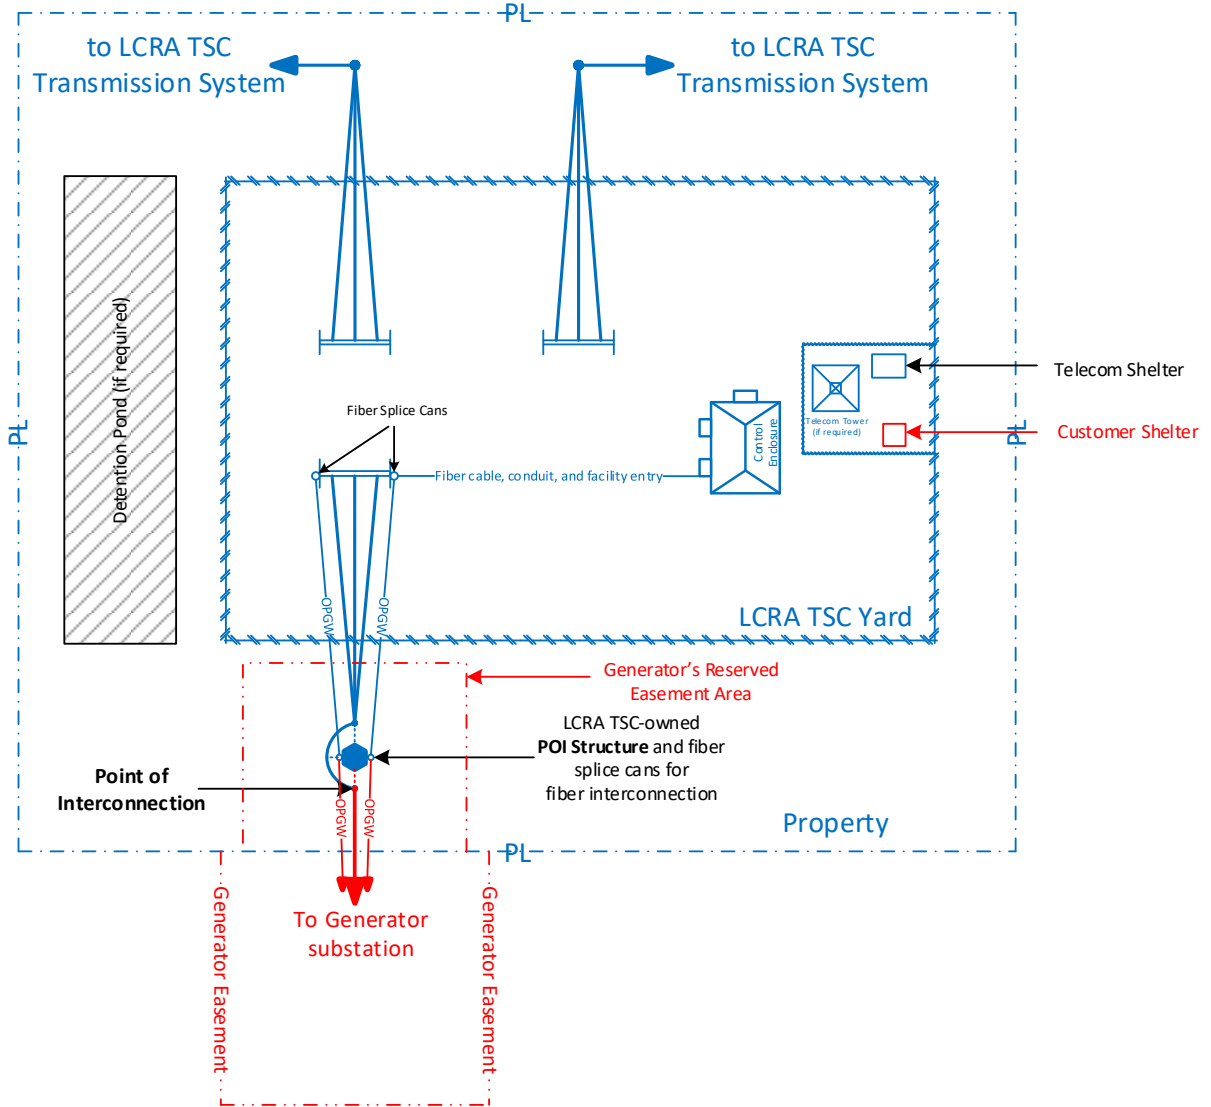 PL
to LCRA TSC
Transmission System
to LCRA TSC
Transmission System
Detention Pond (if required)
PL
Fiber Splice Cans
Fiber cable, conduit, and facility entry
Control
Enclosure
Telecom Tower
(if required)
Telecom Shelter
PL
Customer Shelter
OPGW
OPGW
LCRA TSC Yard
Generator's Reserved
Easement Area
LCRA TSC-owned
POI Structure and fiber
splice cans for
fiber interconnection
Point of
Interconnection
OPGW
OPGW
Property
PL
To Generator
substation
Generator Easement
Generator Easement